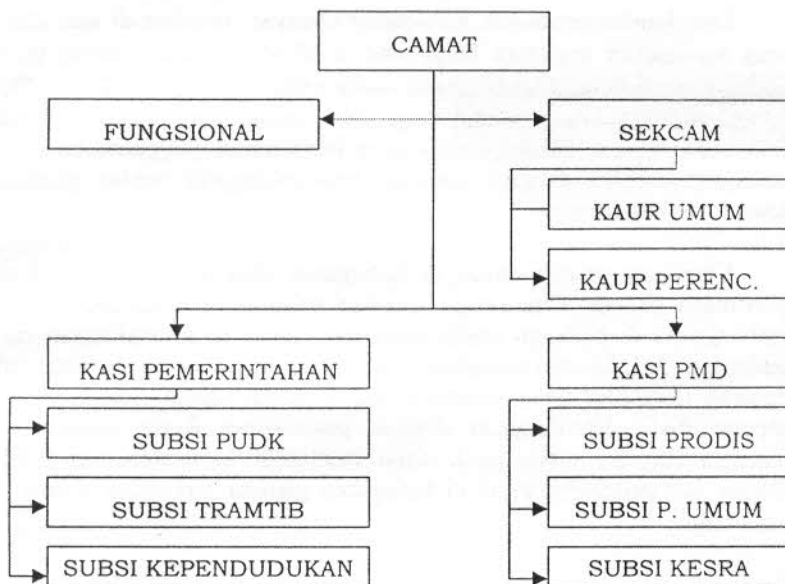 CAMAT
FUNGSIONAL
SEKCAM
KAUR UMUM
KAUR PERENC.
KASI PEMERINTAHAN
KASI PMD
SUBSI PUDK
SUBSI PRODIS
SUBSI TRAMTIB
SUBSI P. UMUM
SUBSI KEPENDUDUKAN
SUBSI KESRA